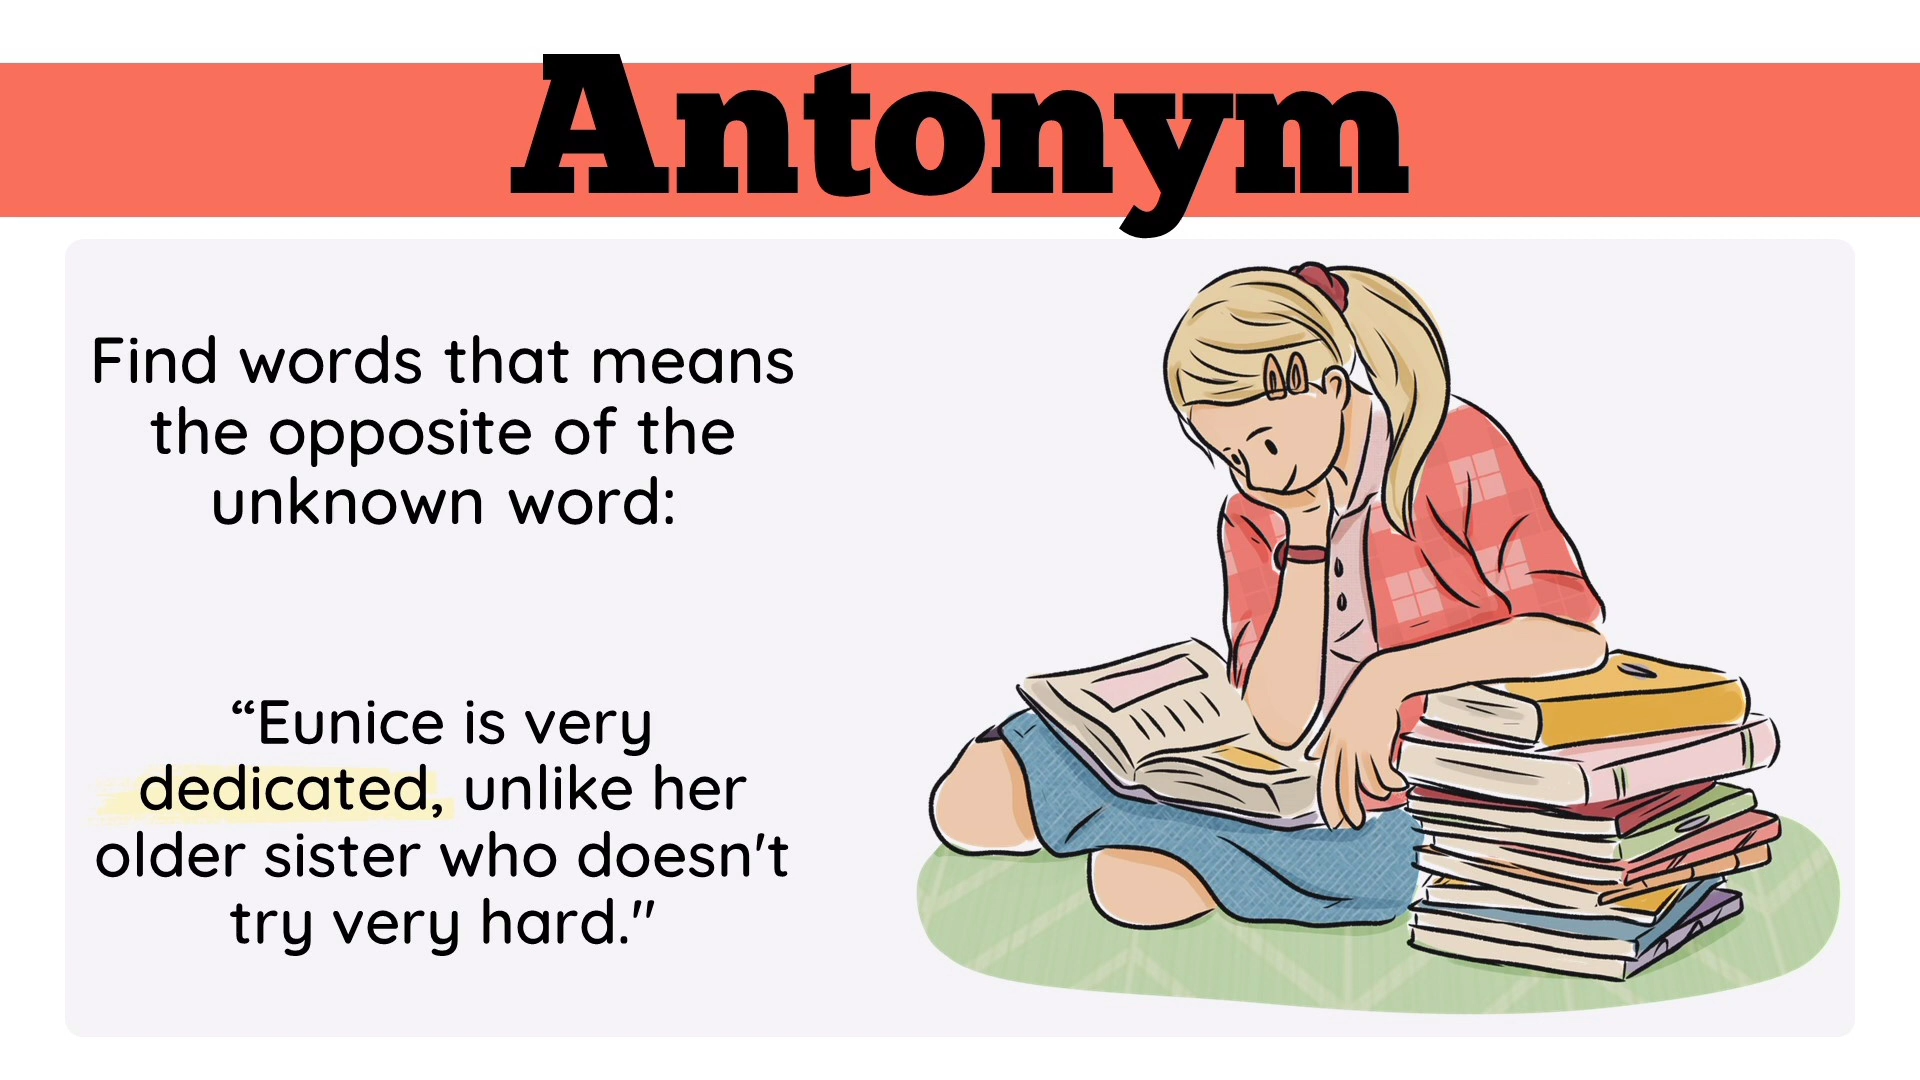 Antonym
Find words that means
the opposite of the
unknown word:
“Eunice is very
dedicated, unlike her
older sister who doesn't
try very hard."